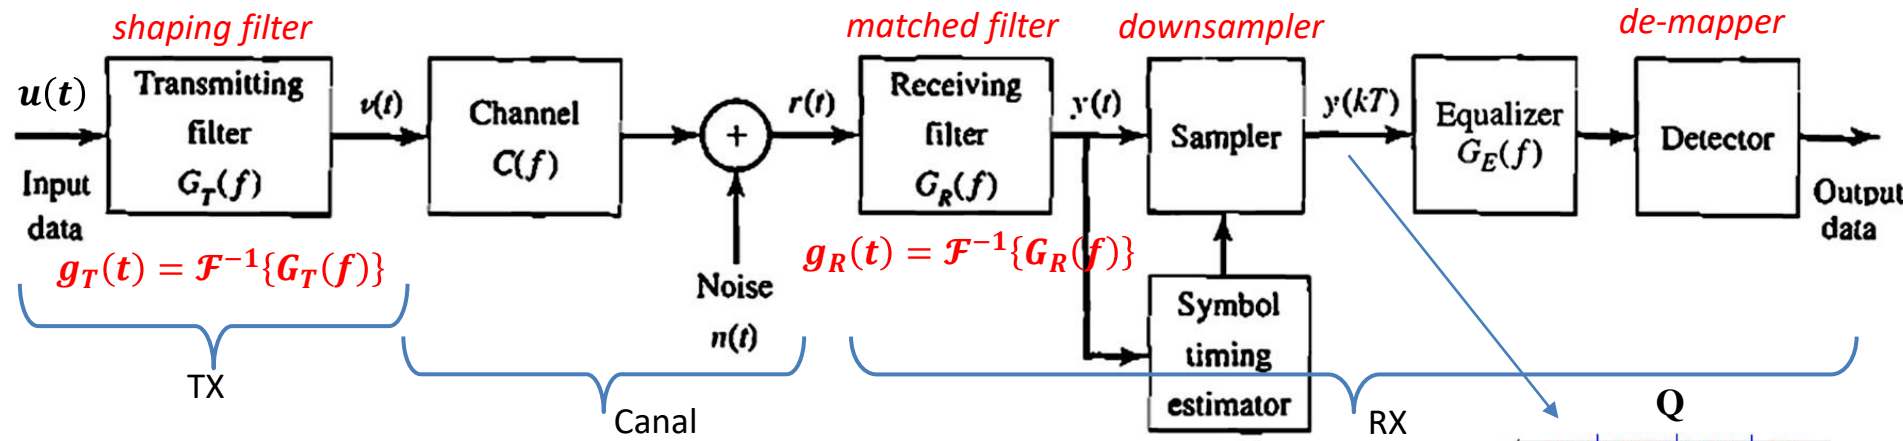 shaping filter
matched filter
downsampler
de-mapper
u(t)
Input
data
Transmitting
filter
G_T(f)
ν(t)
Channel
C(f)
+
Noise
n(t)
r(t)
Receiving
filter
G_R(f)
y(t)
Sampler
y(kT)
Equalizer
G_E(f)
Detector
Output
data
g_T(t) = ℱ⁻¹{G_T(f)}
g_R(t) = ℱ⁻¹{G_R(f)}
Symbol
timing
estimator
TX
Canal
RX
Q